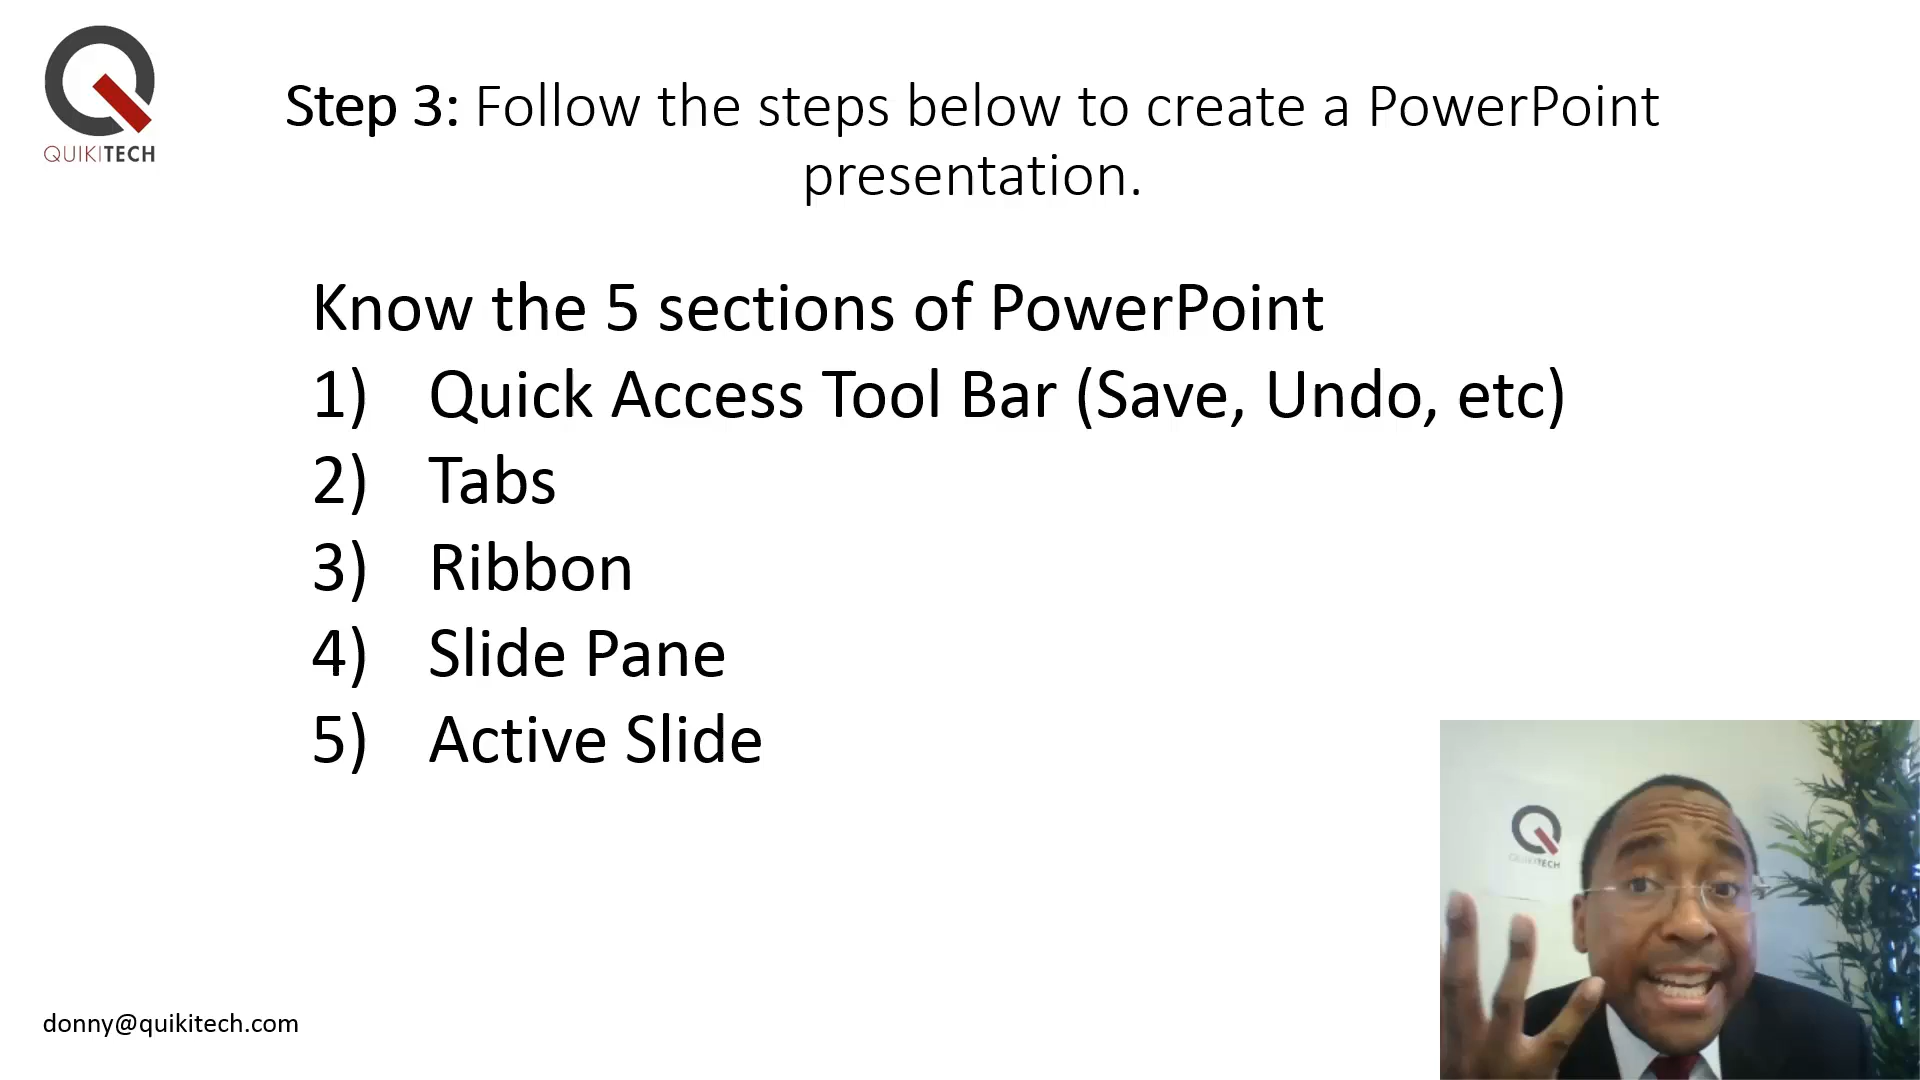 QUIKITECH
Step 3: Follow the steps below to create a PowerPoint
presentation.
Know the 5 sections of PowerPoint
1) Quick Access Tool Bar (Save, Undo, etc)
2) Tabs
3) Ribbon
4) Slide Pane
5) Active Slide
QUIKITECH
donny@quikitech.com